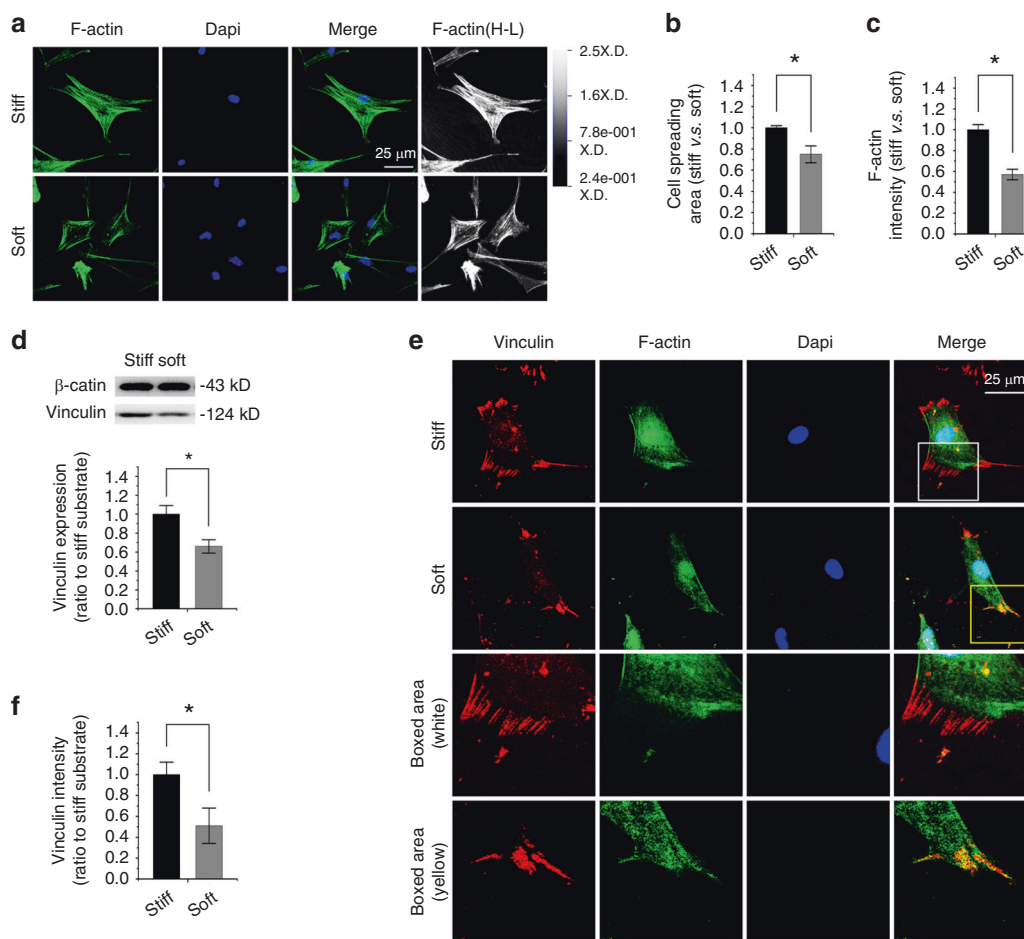 a
F-actin Dapi Merge F-actin(H-L)
Stiff
Soft
25 μm
2.5X.D.
1.6X.D.
7.8e-001
X.D.
2.4e-001
X.D.
b
Cell spreading
area (stiff v.s. soft)
1.4
1.2
1.0
0.8
0.6
0.4
0.2
0.0
*
Stiff Soft
c
F-actin
intensity (stiff v.s. soft)
1.4
1.2
1.0
0.8
0.6
0.4
0.2
0.0
*
Stiff Soft
d
Stiff soft
β-catin -43 kD
Vinculin -124 kD
Vinculin expression
(ratio to stiff substrate)
1.4
1.2
1.0
0.8
0.6
0.4
0.2
0.0
*
Stiff Soft
e
Vinculin F-actin Dapi Merge
25 μm
Stiff
Soft
Boxed area
(white)
Boxed area
(yellow)
f
Vinculin intensity
(ratio to stiff substrate)
1.4
1.2
1.0
0.8
0.6
0.4
0.2
0.0
*
Stiff Soft